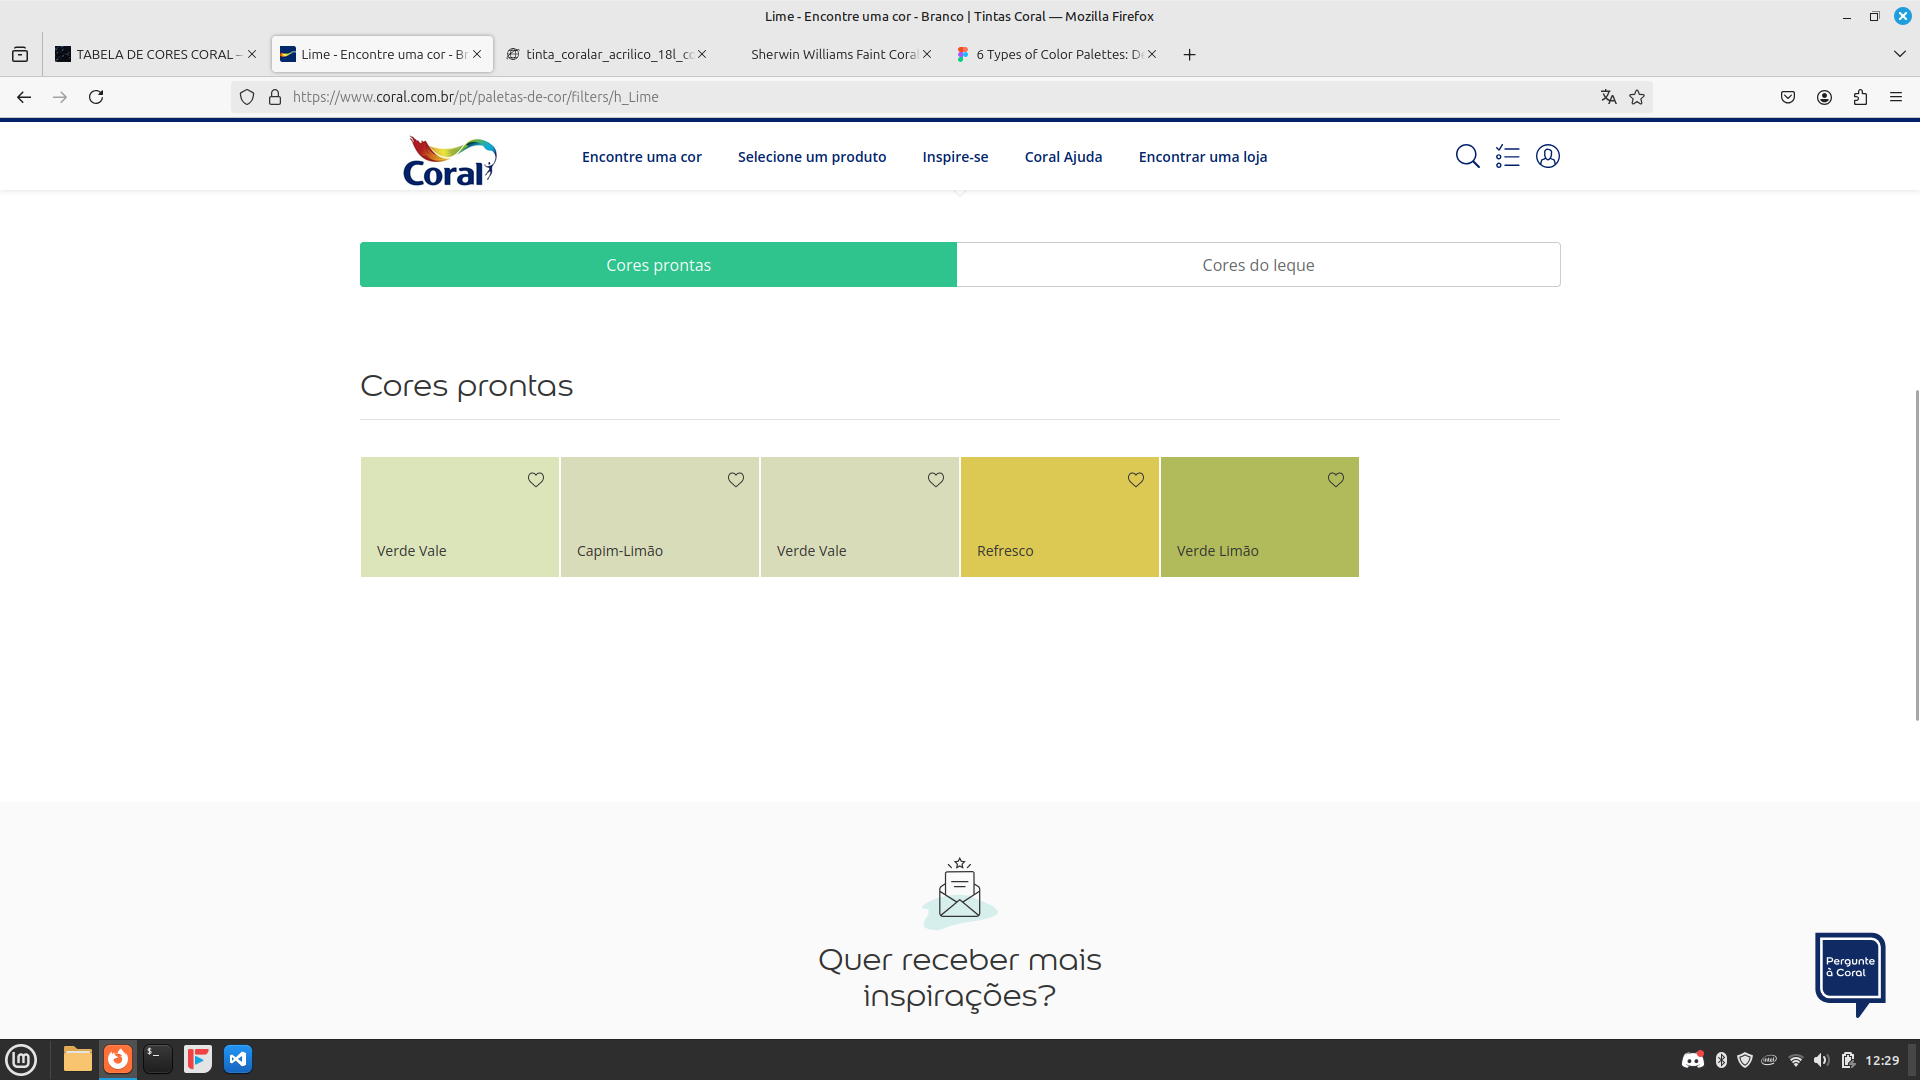 Lime - Encontre uma cor - Branco | Tintas Coral — Mozilla Firefox
TABELA DE CORES CORAL –
Lime - Encontre uma cor - Br
tinta_coralar_acrilico_18l_co
Sherwin Williams Faint Coral
6 Types of Color Palettes: De
https://www.coral.com.br/pt/paletas-de-cor/filters/h_Lime
Coral
Encontre uma cor
Selecione um produto
Inspire-se
Coral Ajuda
Encontrar uma loja
Cores prontas
Cores do leque
Cores prontas
Verde Vale
Capim-Limão
Verde Vale
Refresco
Verde Limão
Quer receber mais
inspirações?
Pergunte
à Coral
12:29